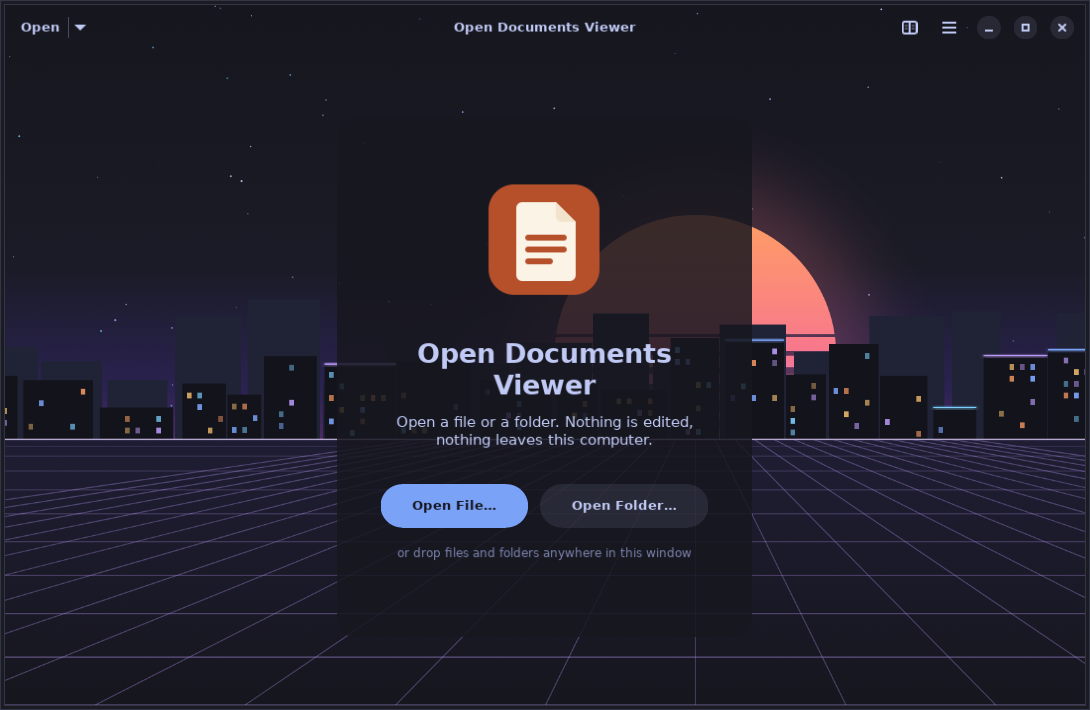 Open
Open Documents Viewer
Open Documents
Viewer
Open a file or a folder. Nothing is edited,
nothing leaves this computer.
Open File…
Open Folder…
or drop files and folders anywhere in this window